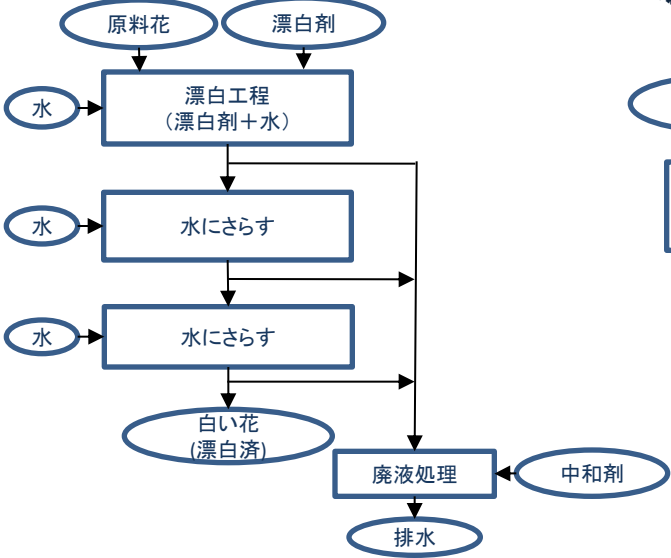 原料花
漂白剤
水
漂白工程
（漂白剤＋水）
水
水にさらす
水
水にさらす
白い花
(漂白済)
廃液処理
中和剤
排水